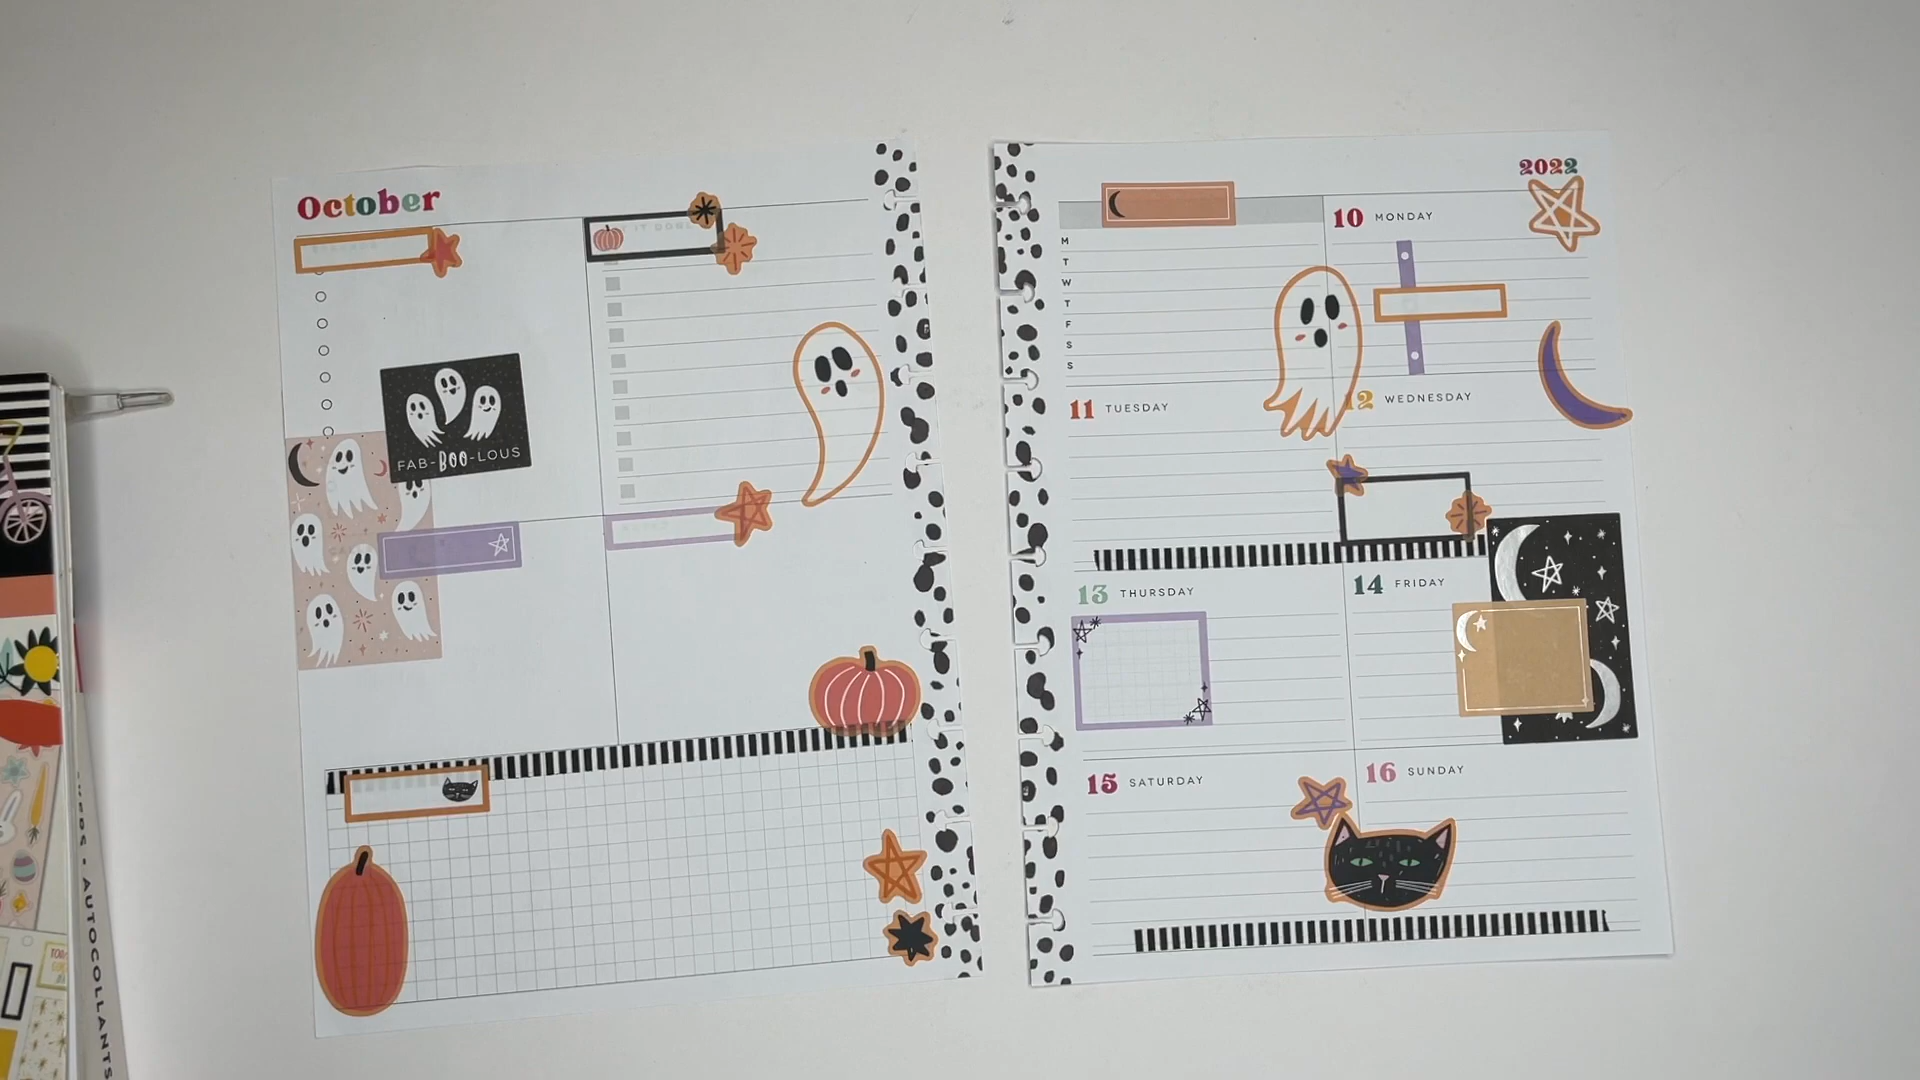 October
FAB-BOO-LOUS
2022
10 MONDAY
M
T
W
T
F
S
S
11 TUESDAY
12 WEDNESDAY
13 THURSDAY
14 FRIDAY
15 SATURDAY
16 SUNDAY
AUTOCOLLANTS